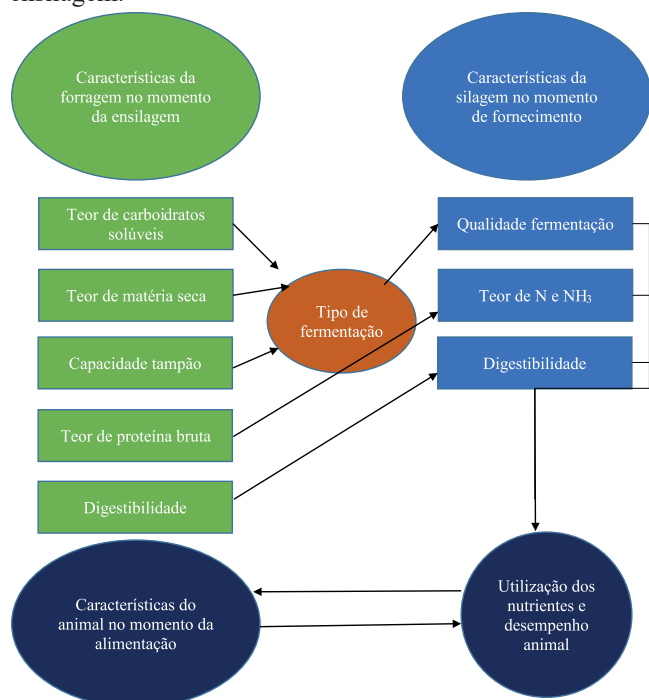 ensilagem.
Características da
forragem no momento
da ensilagem
Características da
silagem no momento
de fornecimento
Teor de carboidratos
solúveis
Qualidade fermentação
Teor de matéria seca
Tipo de
fermentação
Teor de N e NH₃
Capacidade tampão
Digestibilidade
Teor de proteína bruta
Digestibilidade
Características do
animal no momento da
alimentação
Utilização dos
nutrientes e
desempenho
animal